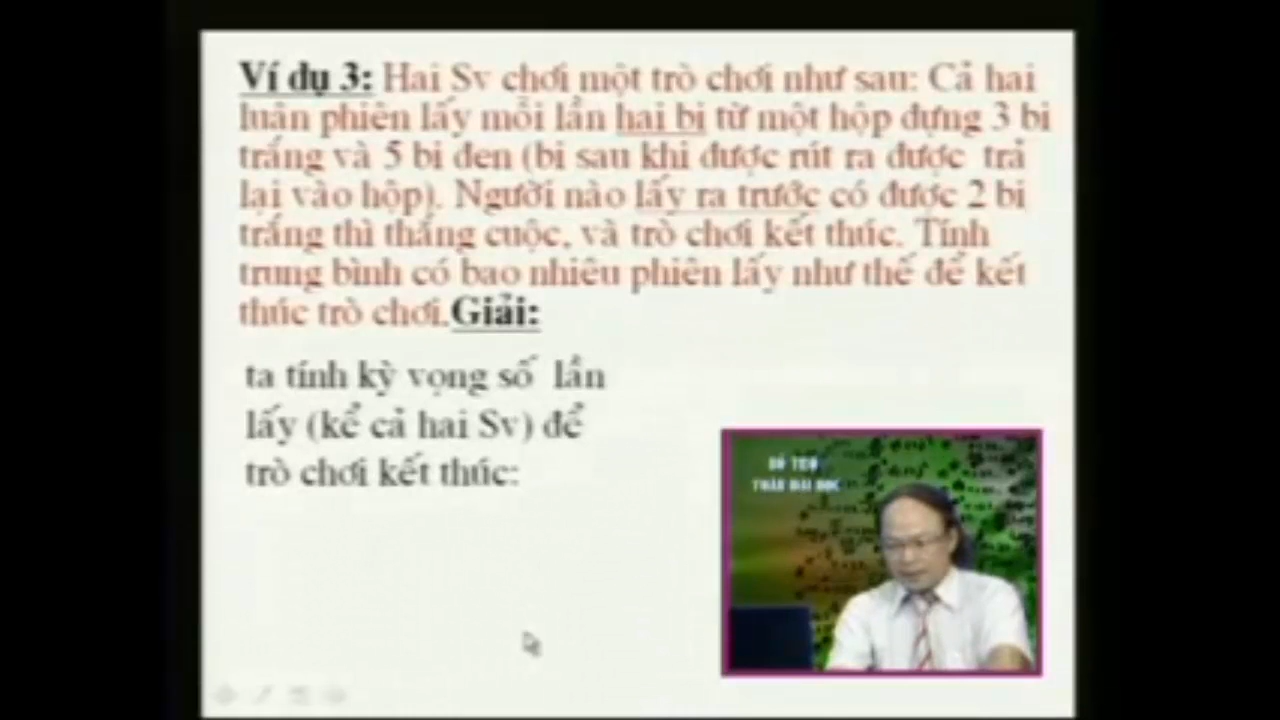 Ví dụ 3: Hai Sv chơi một trò chơi như sau: Cả hai
luân phiên lấy mỗi lần hai bi từ một hộp đựng 3 bi
trắng và 5 bi đen (bi sau khi được rút ra được trả
lại vào hộp). Người nào lấy ra trước có được 2 bi
trắng thì thắng cuộc, và trò chơi kết thúc. Tính
trung bình có bao nhiêu phiên lấy như thế để kết
thúc trò chơi.Giải:
ta tính kỳ vọng số lần
lấy (kể cả hai Sv) để
trò chơi kết thúc: